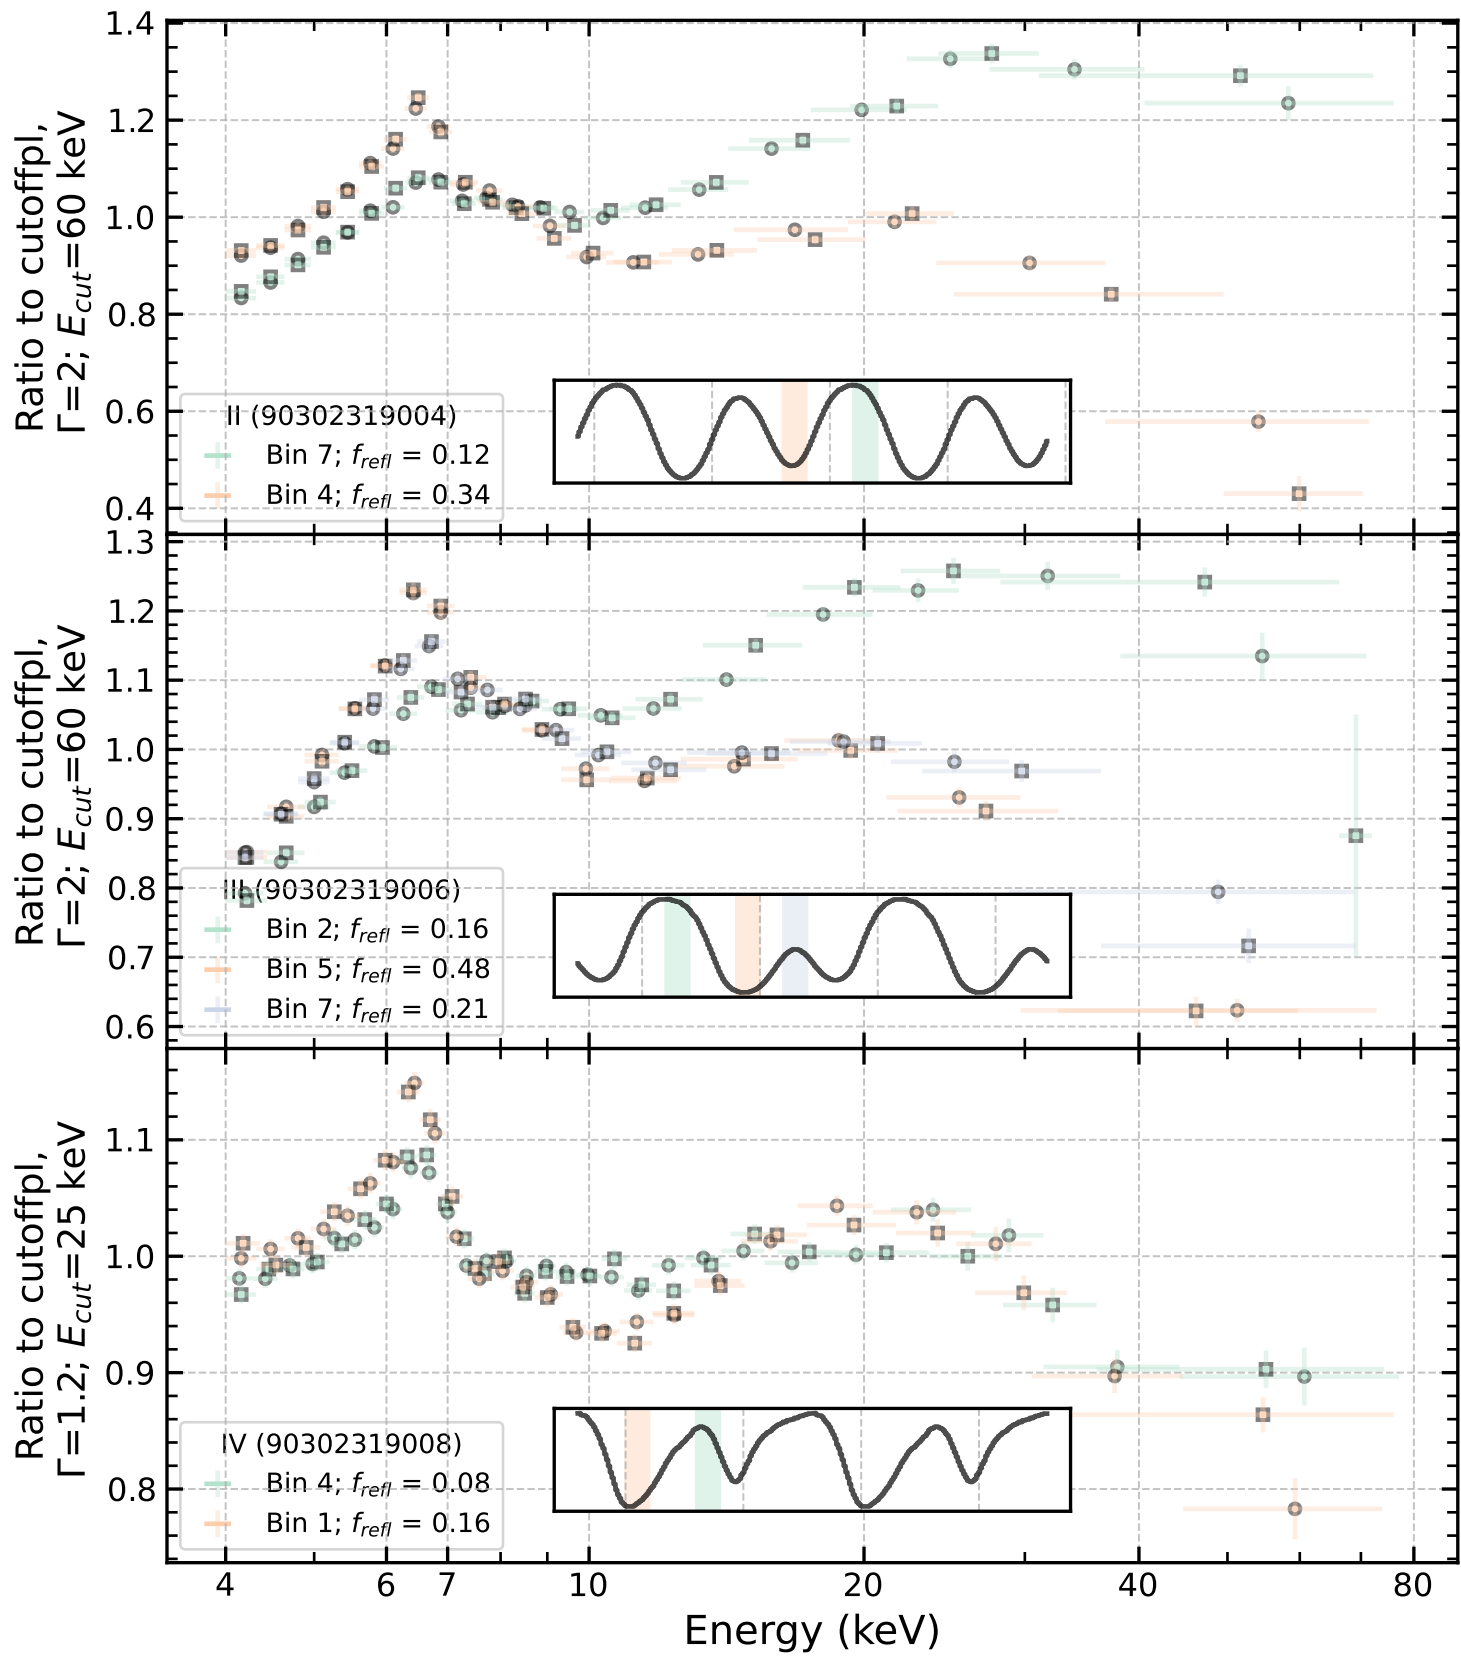 1.4
1.2
1.0
0.8
0.6
0.4
Ratio to cutoffpl,
Γ=2; E_cut=60 keV
II (90302319004)
Bin 7; f_refl = 0.12
Bin 4; f_refl = 0.34
1.3
1.2
1.1
1.0
0.9
0.8
0.7
0.6
Ratio to cutoffpl,
Γ=2; E_cut=60 keV
III (90302319006)
Bin 2; f_refl = 0.16
Bin 5; f_refl = 0.48
Bin 7; f_refl = 0.21
1.1
1.0
0.9
0.8
Ratio to cutoffpl,
Γ=1.2; E_cut=25 keV
IV (90302319008)
Bin 4; f_refl = 0.08
Bin 1; f_refl = 0.16
4 6 7 10 20 40 80
Energy (keV)